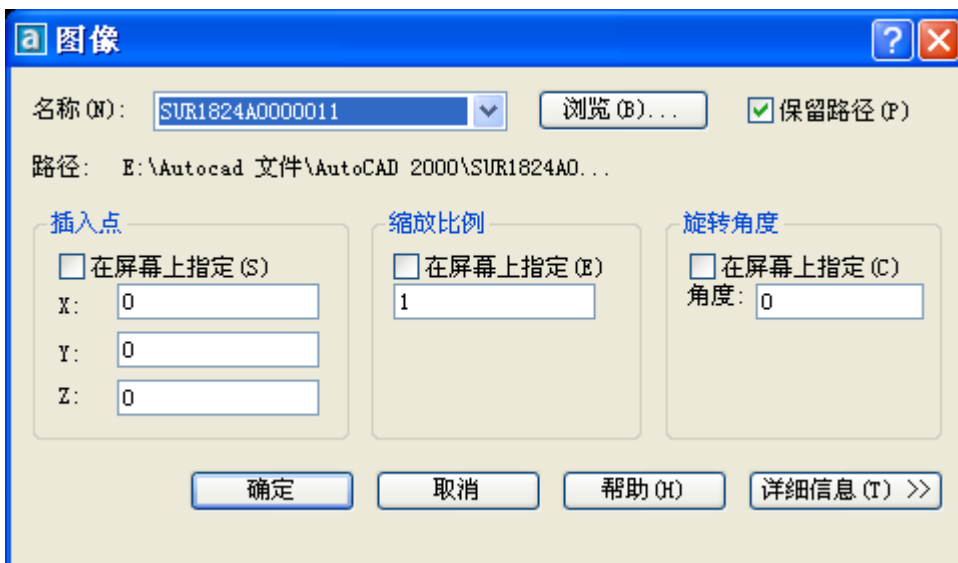 a 图像
名称(N): SUR1824A0000011 浏览(B)... 保留路径(P)
路径: E:\Autocad 文件\AutoCAD 2000\SUR1824A0...
插入点 缩放比例 旋转角度
在屏幕上指定(S) 在屏幕上指定(E) 在屏幕上指定(C)
X: 0 1 角度: 0
Y: 0
Z: 0
确定 取消 帮助(H) 详细信息(T) >>